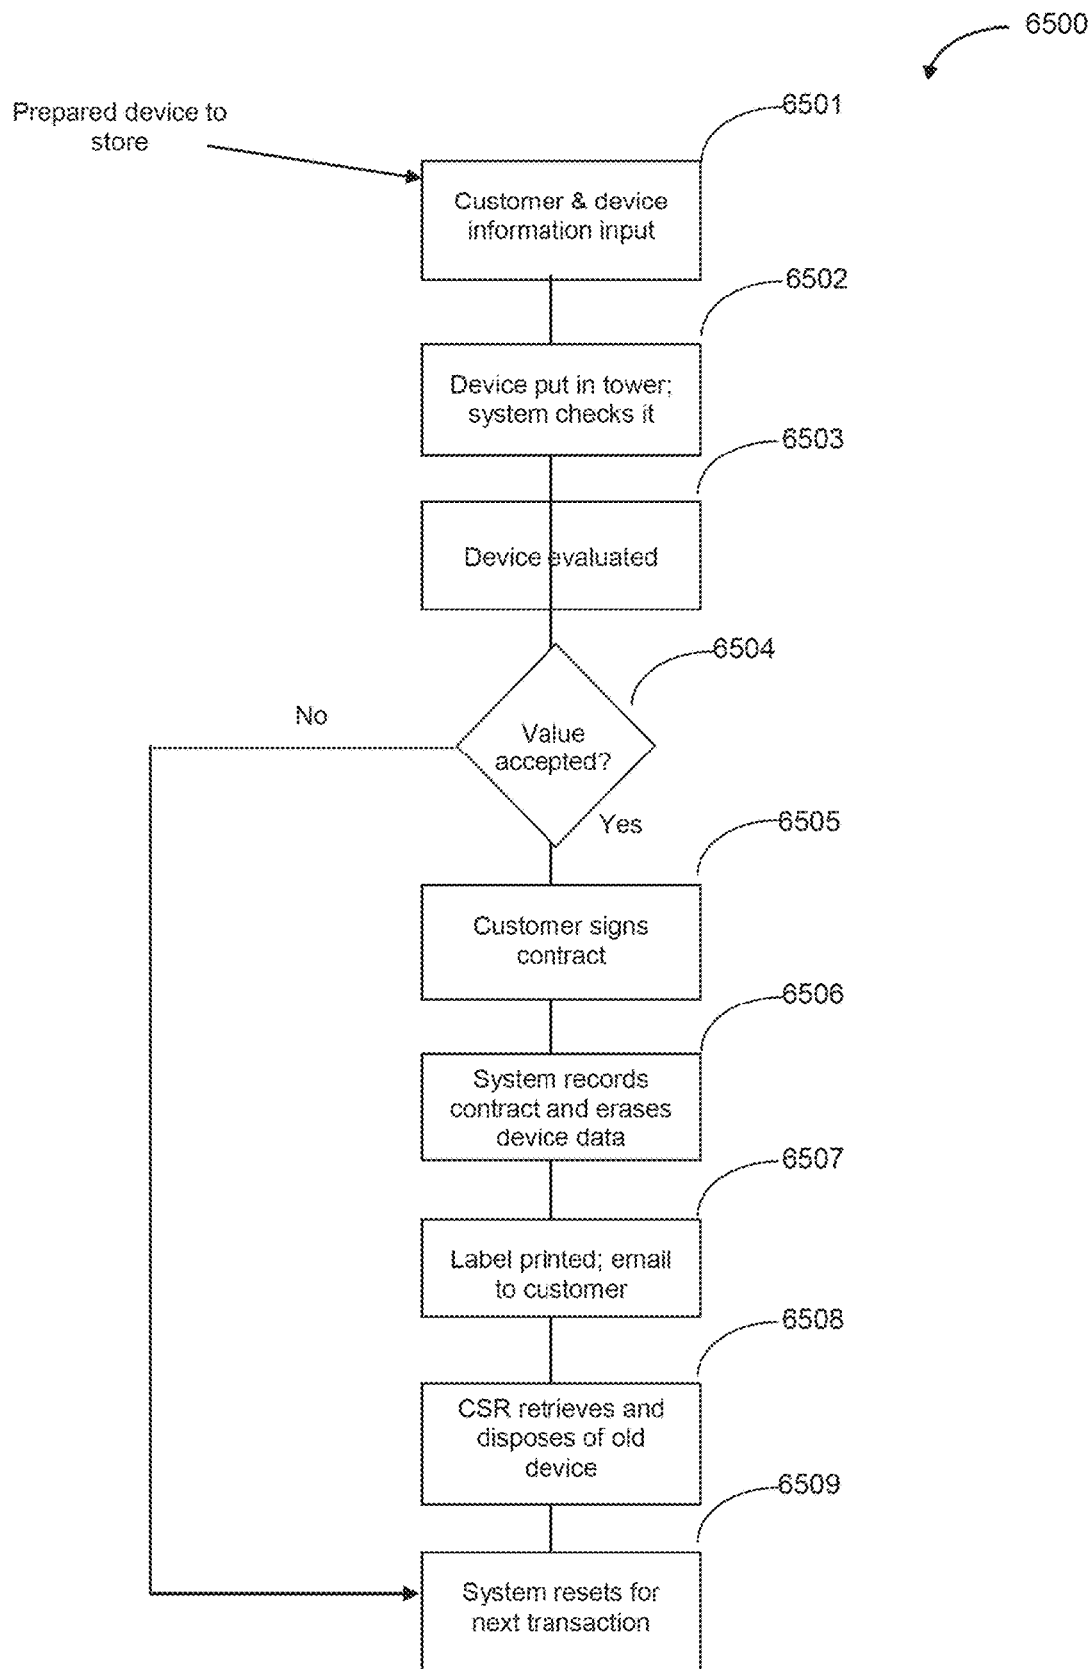 6500
6501
Prepared device to
store
Customer & device
information input
6502
Device put in tower;
system checks it
6503
Device evaluated
6504
No
Value
accepted?
Yes
6505
Customer signs
contract
6506
System records
contract and erases
device data
6507
Label printed; email
to customer
6508
CSR retrieves and
disposes of old
device
6509
System resets for
next transaction